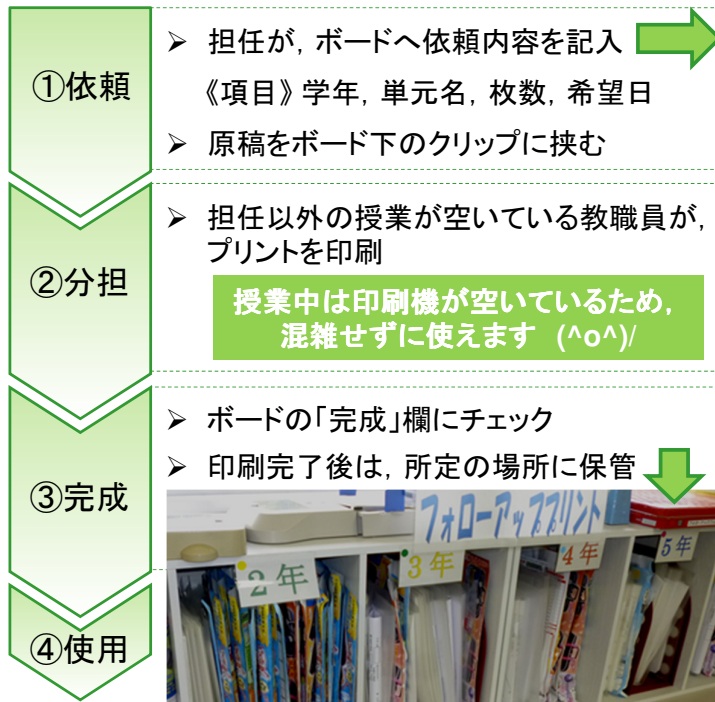 ①依頼
➢ 担任が，ボードへ依頼内容を記入
《項目》学年，単元名，枚数，希望日
➢ 原稿をボード下のクリップに挟む
②分担
➢ 担任以外の授業が空いている教職員が，
プリントを印刷
授業中は印刷機が空いているため，
混雑せずに使えます (^o^)/
③完成
➢ ボードの「完成」欄にチェック
➢ 印刷完了後は，所定の場所に保管
フォローアッププリント
2年
3年
4年
5年
④使用